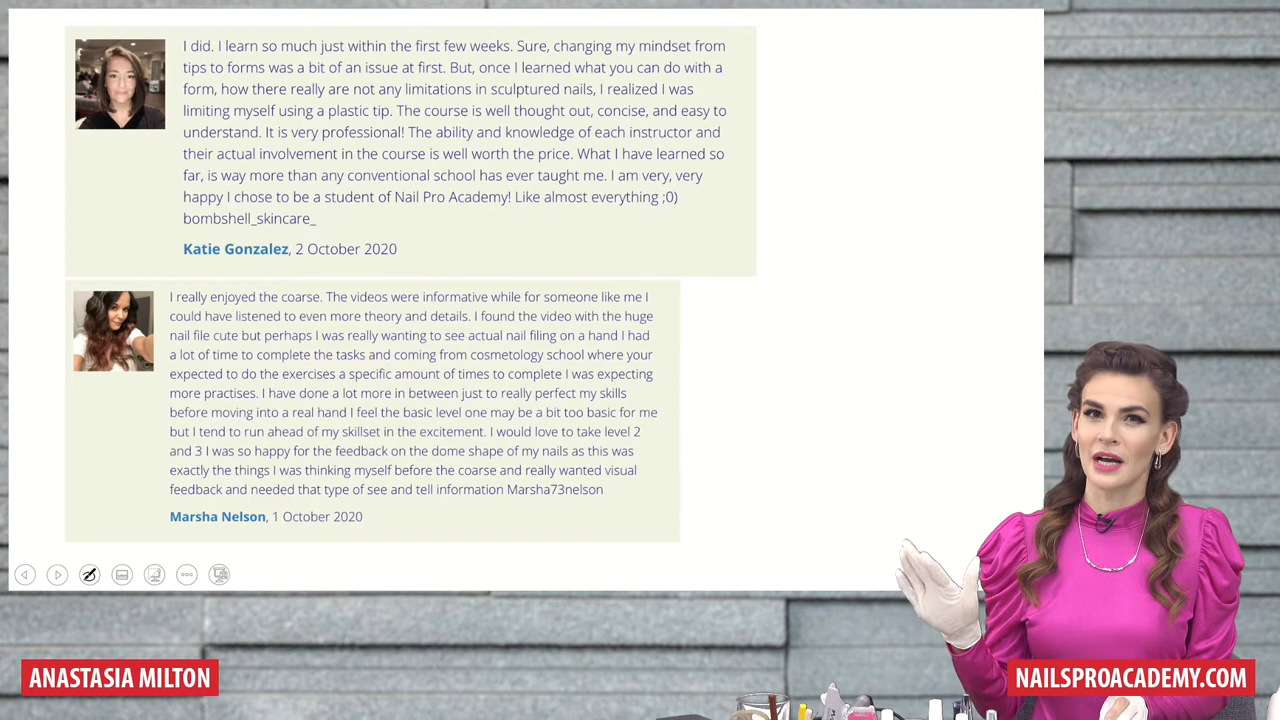 I did. I learn so much just within the first few weeks. Sure, changing my mindset from
tips to forms was a bit of an issue at first. But, once I learned what you can do with a
form, how there really are not any limitations in sculptured nails, I realized I was
limiting myself using a plastic tip. The course is well thought out, concise, and easy to
understand. It is very professional! The ability and knowledge of each instructor and
their actual involvement in the course is well worth the price. What I have learned so
far, is way more than any conventional school has ever taught me. I am very, very
happy I chose to be a student of Nail Pro Academy! Like almost everything ;0)
bombshell_skincare_
Katie Gonzalez, 2 October 2020
I really enjoyed the coarse. The videos were informative while for someone like me I
could have listened to even more theory and details. I found the video with the huge
nail file cute but perhaps I was really wanting to see actual nail filing on a hand I had
a lot of time to complete the tasks and coming from cosmetology school where your
expected to do the exercises a specific amount of times to complete I was expecting
more practises. I have done a lot more in between just to really perfect my skills
before moving into a real hand I feel the basic level one may be a bit too basic for me
but I tend to run ahead of my skillset in the excitement. I would love to take level 2
and 3 I was so happy for the feedback on the dome shape of my nails as this was
exactly the things I was thinking myself before the coarse and really wanted visual
feedback and needed that type of see and tell information Marsha73nelson
Marsha Nelson, 1 October 2020
ANASTASIA MILTON
NAILSPROACADEMY.COM